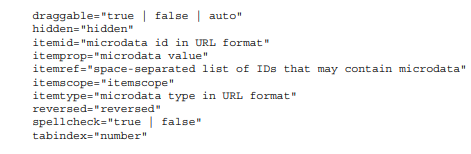 draggable="true | false | auto"
hidden="hidden"
itemid="microdata id in URL format"
itemprop="microdata value"
itemref="space-separated list of IDs that may contain microdata"
itemscope="itemscope"
itemtype="microdata type in URL format"
reversed="reversed"
spellcheck="true | false"
tabindex="number"